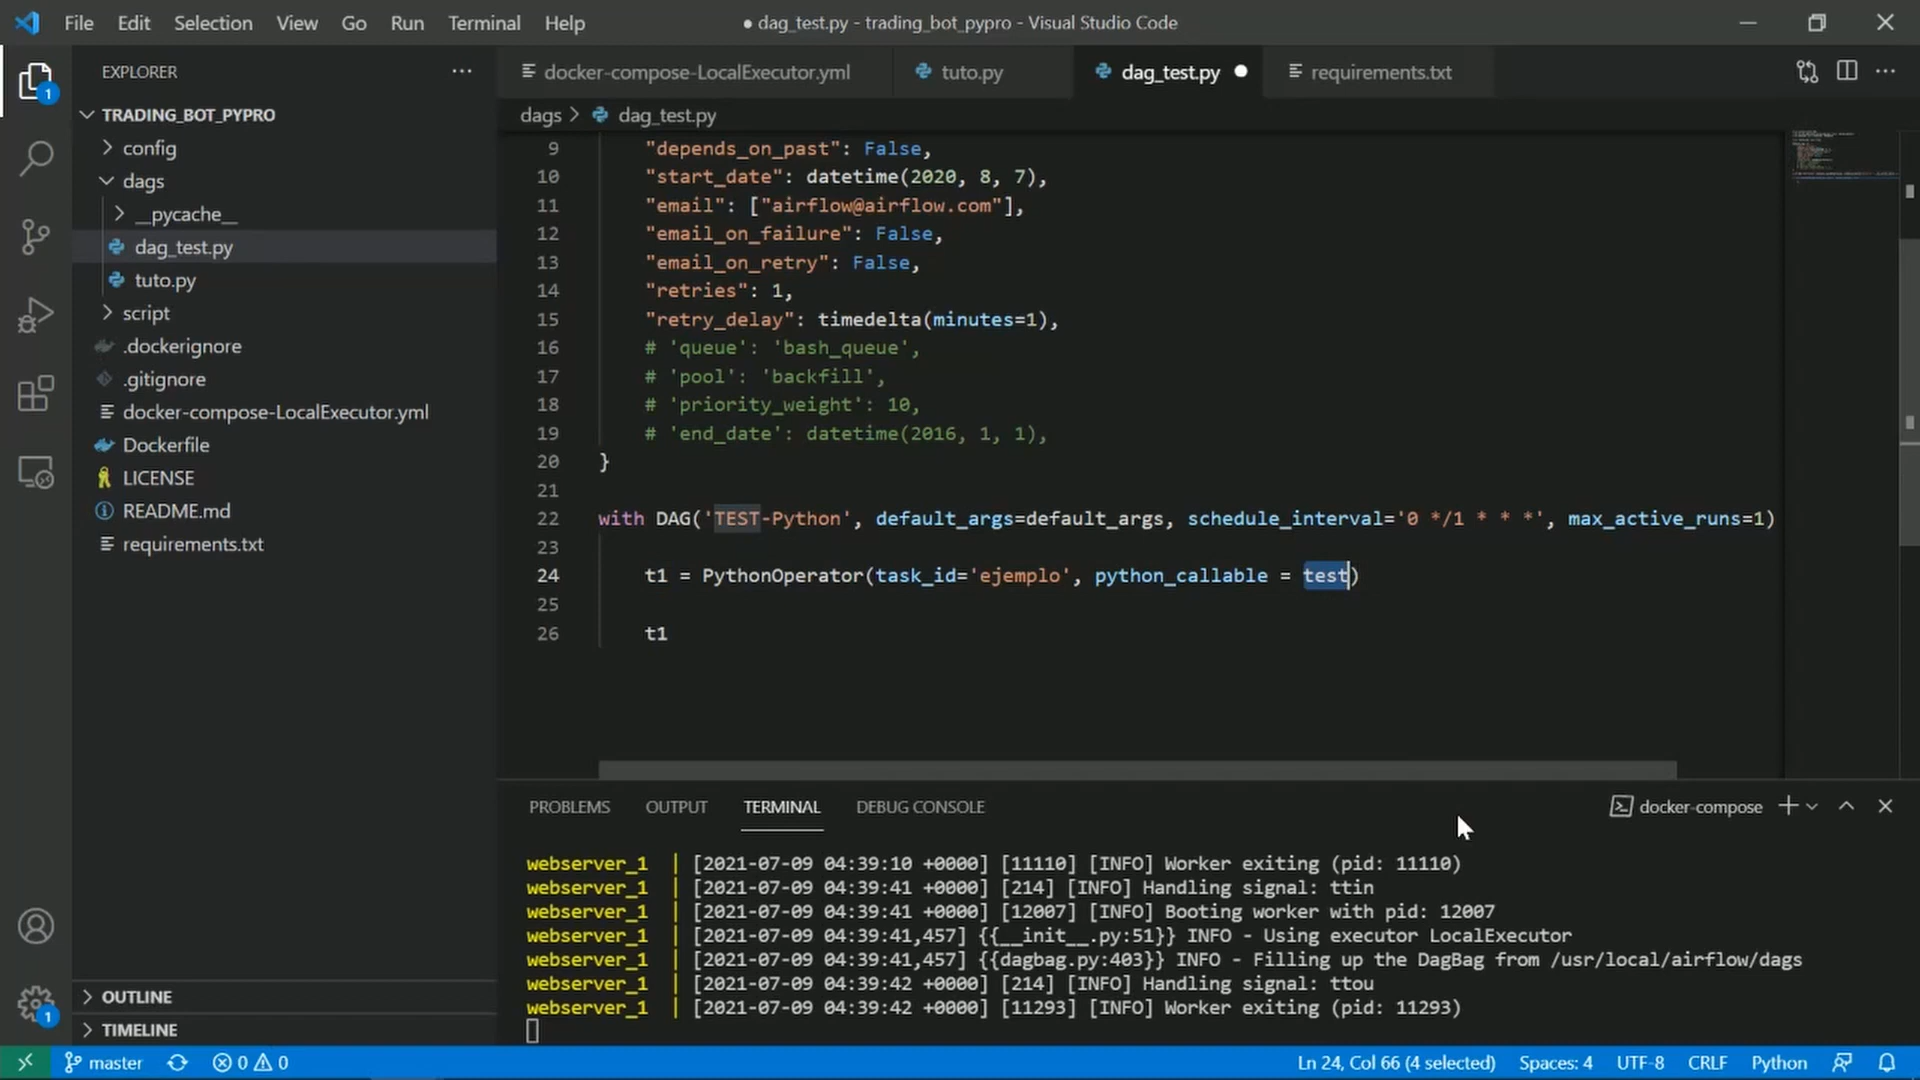 File Edit Selection View Go Run Terminal Help
● dag_test.py - trading_bot_pypro - Visual Studio Code
EXPLORER
docker-compose-LocalExecutor.yml
tuto.py
dag_test.py
requirements.txt
1
TRADING_BOT_PYPRO
dags > dag_test.py
config
dags
__pycache__
dag_test.py
tuto.py
script
.dockerignore
.gitignore
docker-compose-LocalExecutor.yml
Dockerfile
LICENSE
README.md
requirements.txt
9 "depends_on_past": False,
10 "start_date": datetime(2020, 8, 7),
11 "email": ["airflow@airflow.com"],
12 "email_on_failure": False,
13 "email_on_retry": False,
14 "retries": 1,
15 "retry_delay": timedelta(minutes=1),
16 # 'queue': 'bash_queue',
17 # 'pool': 'backfill',
18 # 'priority_weight': 10,
19 # 'end_date': datetime(2016, 1, 1),
20 }
21
22 with DAG('TEST-Python', default_args=default_args, schedule_interval='0 */1 * * *', max_active_runs=1)
23
24 t1 = PythonOperator(task_id='ejemplo', python_callable = test)
25
26 t1
PROBLEMS OUTPUT TERMINAL DEBUG CONSOLE
docker-compose
webserver_1 | [2021-07-09 04:39:10 +0000] [11110] [INFO] Worker exiting (pid: 11110)
webserver_1 | [2021-07-09 04:39:41 +0000] [214] [INFO] Handling signal: ttin
webserver_1 | [2021-07-09 04:39:41 +0000] [12007] [INFO] Booting worker with pid: 12007
webserver_1 | [2021-07-09 04:39:41,457] {{__init__.py:51}} INFO - Using executor LocalExecutor
webserver_1 | [2021-07-09 04:39:41,457] {{dagbag.py:403}} INFO - Filling up the DagBag from /usr/local/airflow/dags
webserver_1 | [2021-07-09 04:39:42 +0000] [214] [INFO] Handling signal: ttou
webserver_1 | [2021-07-09 04:39:42 +0000] [11293] [INFO] Worker exiting (pid: 11293)
OUTLINE
1
TIMELINE
master
0 0
Ln 24, Col 66 (4 selected) Spaces: 4 UTF-8 CRLF Python